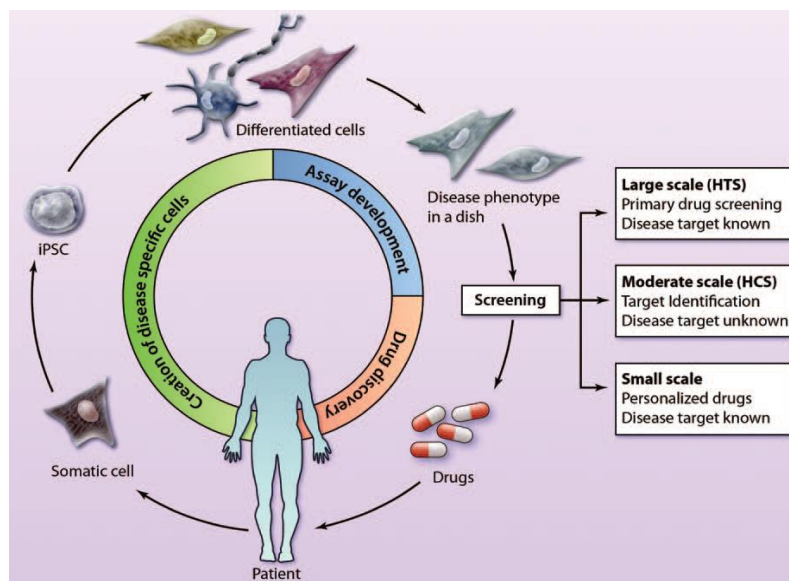 Differentiated cells
Disease phenotype
in a dish
iPSC
Creation of disease specific cells
Assay development
Drug discovery
Screening
Large scale (HTS)
Primary drug screening
Disease target known
Moderate scale (HCS)
Target Identification
Disease target unknown
Small scale
Personalized drugs
Disease target known
Somatic cell
Drugs
Patient